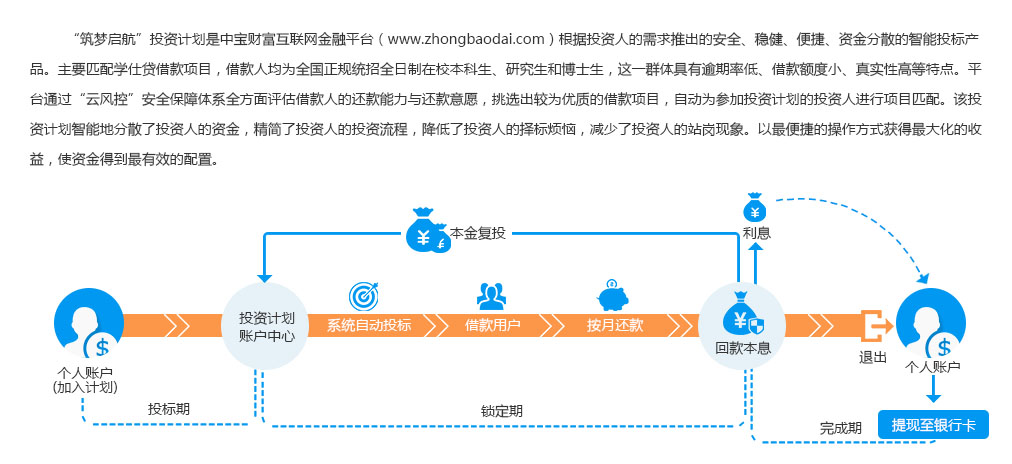 “筑梦启航”投资计划是中宝财富互联网金融平台（www.zhongbaodai.com）根据投资人的需求推出的安全、稳健、便捷、资金分散的智能投标产
品。主要匹配学仕贷借款项目，借款人均为全国正规统招全日制在校本科生、研究生和博士生，这一群体具有逾期率低、借款额度小、真实性高等特点。平
台通过“云风控”安全保障体系全方面评估借款人的还款能力与还款意愿，挑选出较为优质的借款项目，自动为参加投资计划的投资人进行项目匹配。该投
资计划智能地分散了投资人的资金，精简了投资人的投资流程，降低了投资人的择标烦恼，减少了投资人的站岗现象。以最便捷的操作方式获得最大化的收
益，使资金得到最有效的配置。
¥
¥
本金复投
¥
利息
$
个人账户
(加入计划)
投资计划
账户中心
系统自动投标
借款用户
按月还款
¥
回款本息
退出
$
个人账户
投标期
锁定期
完成期
提现至银行卡